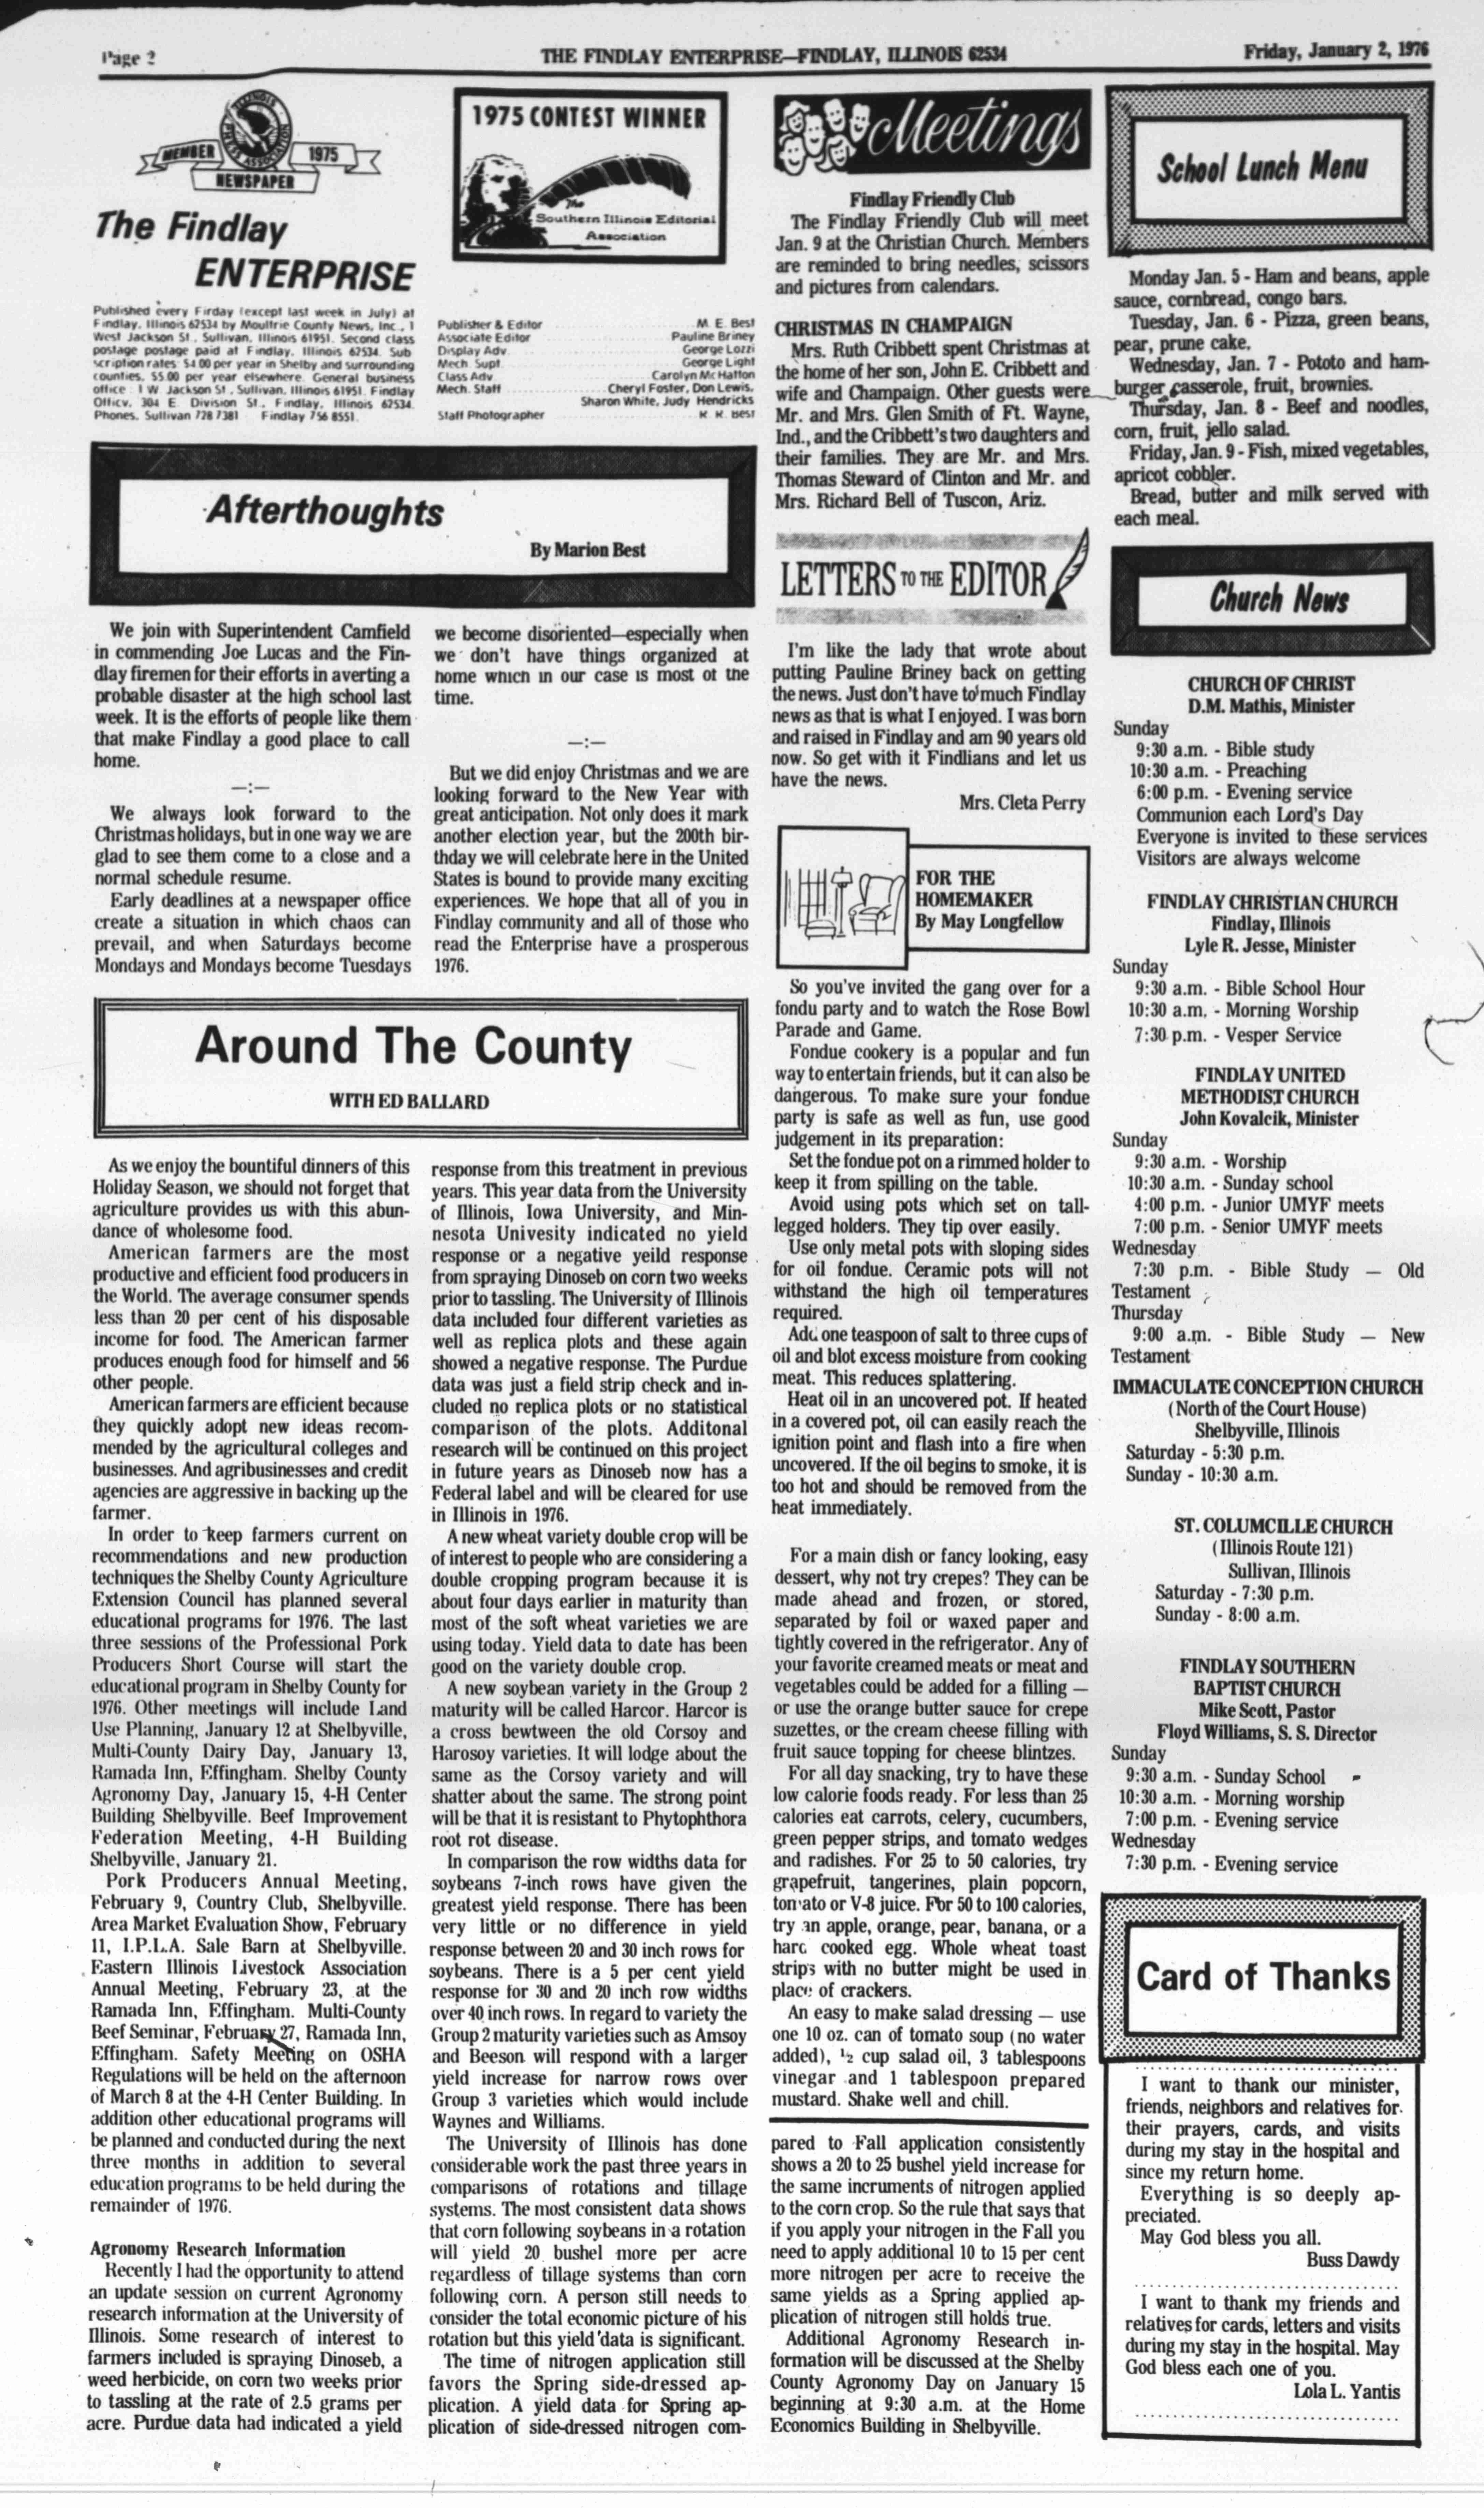 Page 2
THE FINDLAY ENTERPRISE—FINDLAY, ILLINOIS 62534
Friday, January 2, 1976
ILLINOIS
PRESS ASSOCIATION
MEMBER
1975
NEWSPAPER
The Findlay
ENTERPRISE
Published every Firday (except last week in July) at
Findlay, Illinois 62534 by Moultrie County News, Inc., 1
West Jackson St., Sullivan, Illinois 61951. Second class
postage postage paid at Findlay, Illinois 62534. Sub
scription rates: $4.00 per year in Shelby and surrounding
counties, $5.00 per year elsewhere. General business
office: 1 W. Jackson St., Sullivan, Illinois 61951. Findlay
Office, 304 E. Division St., Findlay, Illinois 62534.
Phones, Sullivan 728 7381 Findlay 756 8551.
1975 CONTEST WINNER
The
Southern Illinois Editorial
Association
Publisher & Editor M. E. Best
Associate Editor Pauline Briney
Display Adv. George Lozzi
Mech. Supt. George Light
Class Adv. Carolyn McHatton
Mech. Staff Cheryl Foster, Don Lewis,
Sharon White, Judy Hendricks
Staff Photographer R. R. Best
Afterthoughts
By Marion Best
We join with Superintendent Camfield
in commending Joe Lucas and the Fin-
dlay firemen for their efforts in averting a
probable disaster at the high school last
week. It is the efforts of people like them
that make Findlay a good place to call
home.
—:—
We always look forward to the
Christmas holidays, but in one way we are
glad to see them come to a close and a
normal schedule resume.
Early deadlines at a newspaper office
create a situation in which chaos can
prevail, and when Saturdays become
Mondays and Mondays become Tuesdays
we become disoriented—especially when
we don't have things organized at
home which in our case is most ot the
time.
—:—
But we did enjoy Christmas and we are
looking forward to the New Year with
great anticipation. Not only does it mark
another election year, but the 200th bir-
thday we will celebrate here in the United
States is bound to provide many exciting
experiences. We hope that all of you in
Findlay community and all of those who
read the Enterprise have a prosperous
1976.
Around The County
WITH ED BALLARD
As we enjoy the bountiful dinners of this
Holiday Season, we should not forget that
agriculture provides us with this abun-
dance of wholesome food.
American farmers are the most
productive and efficient food producers in
the World. The average consumer spends
less than 20 per cent of his disposable
income for food. The American farmer
produces enough food for himself and 56
other people.
American farmers are efficient because
they quickly adopt new ideas recom-
mended by the agricultural colleges and
businesses. And agribusinesses and credit
agencies are aggressive in backing up the
farmer.
In order to keep farmers current on
recommendations and new production
techniques the Shelby County Agriculture
Extension Council has planned several
educational programs for 1976. The last
three sessions of the Professional Pork
Producers Short Course will start the
educational program in Shelby County for
1976. Other meetings will include Land
Use Planning, January 12 at Shelbyville,
Multi-County Dairy Day, January 13,
Ramada Inn, Effingham. Shelby County
Agronomy Day, January 15, 4-H Center
Building Shelbyville. Beef Improvement
Federation Meeting, 4-H Building
Shelbyville, January 21.
Pork Producers Annual Meeting,
February 9, Country Club, Shelbyville.
Area Market Evaluation Show, February
11, I.P.L.A. Sale Barn at Shelbyville.
Eastern Illinois Livestock Association
Annual Meeting, February 23, at the
Ramada Inn, Effingham. Multi-County
Beef Seminar, February 27, Ramada Inn,
Effingham. Safety Meeting on OSHA
Regulations will be held on the afternoon
of March 8 at the 4-H Center Building. In
addition other educational programs will
be planned and conducted during the next
three months in addition to several
education programs to be held during the
remainder of 1976.
Agronomy Research Information
Recently I had the opportunity to attend
an update session on current Agronomy
research information at the University of
Illinois. Some research of interest to
farmers included is spraying Dinoseb, a
weed herbicide, on corn two weeks prior
to tassling at the rate of 2.5 grams per
acre. Purdue data had indicated a yield
response from this treatment in previous
years. This year data from the University
of Illinois, Iowa University, and Min-
nesota Univesity indicated no yield
response or a negative yeild response
from spraying Dinoseb on corn two weeks
prior to tassling. The University of Illinois
data included four different varieties as
well as replica plots and these again
showed a negative response. The Purdue
data was just a field strip check and in-
cluded no replica plots or no statistical
comparison of the plots. Additonal
research will be continued on this project
in future years as Dinoseb now has a
Federal label and will be cleared for use
in Illinois in 1976.
A new wheat variety double crop will be
of interest to people who are considering a
double cropping program because it is
about four days earlier in maturity than
most of the soft wheat varieties we are
using today. Yield data to date has been
good on the variety double crop.
A new soybean variety in the Group 2
maturity will be called Harcor. Harcor is
a cross bewtween the old Corsoy and
Harosoy varieties. It will lodge about the
same as the Corsoy variety and will
shatter about the same. The strong point
will be that it is resistant to Phytophthora
root rot disease.
In comparison the row widths data for
soybeans 7-inch rows have given the
greatest yield response. There has been
very little or no difference in yield
response between 20 and 30 inch rows for
soybeans. There is a 5 per cent yield
response for 30 and 20 inch row widths
over 40 inch rows. In regard to variety the
Group 2 maturity varieties such as Amsoy
and Beeson will respond with a larger
yield increase for narrow rows over
Group 3 varieties which would include
Waynes and Williams.
The University of Illinois has done
considerable work the past three years in
comparisons of rotations and tillage
systems. The most consistent data shows
that corn following soybeans in a rotation
will yield 20 bushel more per acre
regardless of tillage systems than corn
following corn. A person still needs to
consider the total economic picture of his
rotation but this yield data is significant.
The time of nitrogen application still
favors the Spring side-dressed ap-
plication. A yield data for Spring ap-
plication of side-dressed nitrogen com-
pared to Fall application consistently
shows a 20 to 25 bushel yield increase for
the same incruments of nitrogen applied
to the corn crop. So the rule that says that
if you apply your nitrogen in the Fall you
need to apply additional 10 to 15 per cent
more nitrogen per acre to receive the
same yields as a Spring applied ap-
plication of nitrogen still holds true.
Additional Agronomy Research in-
formation will be discussed at the Shelby
County Agronomy Day on January 15
beginning at 9:30 a.m. at the Home
Economics Building in Shelbyville.
Meetings
Findlay Friendly Club
The Findlay Friendly Club will meet
Jan. 9 at the Christian Church. Members
are reminded to bring needles, scissors
and pictures from calendars.
CHRISTMAS IN CHAMPAIGN
Mrs. Ruth Cribbett spent Christmas at
the home of her son, John E. Cribbett and
wife and Champaign. Other guests were
Mr. and Mrs. Glen Smith of Ft. Wayne,
Ind., and the Cribbett's two daughters and
their families. They are Mr. and Mrs.
Thomas Steward of Clinton and Mr. and
Mrs. Richard Bell of Tuscon, Ariz.
LETTERS TO THE EDITOR
I'm like the lady that wrote about
putting Pauline Briney back on getting
the news. Just don't have to much Findlay
news as that is what I enjoyed. I was born
and raised in Findlay and am 90 years old
now. So get with it Findlians and let us
have the news.
Mrs. Cleta Perry
FOR THE
HOMEMAKER
By May Longfellow
So you've invited the gang over for a
fondu party and to watch the Rose Bowl
Parade and Game.
Fondue cookery is a popular and fun
way to entertain friends, but it can also be
dangerous. To make sure your fondue
party is safe as well as fun, use good
judgement in its preparation:
Set the fondue pot on a rimmed holder to
keep it from spilling on the table.
Avoid using pots which set on tall-
legged holders. They tip over easily.
Use only metal pots with sloping sides
for oil fondue. Ceramic pots will not
withstand the high oil temperatures
required.
Add one teaspoon of salt to three cups of
oil and blot excess moisture from cooking
meat. This reduces splattering.
Heat oil in an uncovered pot. If heated
in a covered pot, oil can easily reach the
ignition point and flash into a fire when
uncovered. If the oil begins to smoke, it is
too hot and should be removed from the
heat immediately.
For a main dish or fancy looking, easy
dessert, why not try crepes? They can be
made ahead and frozen, or stored,
separated by foil or waxed paper and
tightly covered in the refrigerator. Any of
your favorite creamed meats or meat and
vegetables could be added for a filling —
or use the orange butter sauce for crepe
suzettes, or the cream cheese filling with
fruit sauce topping for cheese blintzes.
For all day snacking, try to have these
low calorie foods ready. For less than 25
calories eat carrots, celery, cucumbers,
green pepper strips, and tomato wedges
and radishes. For 25 to 50 calories, try
grapefruit, tangerines, plain popcorn,
tomato or V-8 juice. For 50 to 100 calories,
try an apple, orange, pear, banana, or a
hard cooked egg. Whole wheat toast
strips with no butter might be used in
place of crackers.
An easy to make salad dressing — use
one 10 oz. can of tomato soup (no water
added), ½ cup salad oil, 3 tablespoons
vinegar and 1 tablespoon prepared
mustard. Shake well and chill.
School Lunch Menu
Monday Jan. 5 - Ham and beans, apple
sauce, cornbread, congo bars.
Tuesday, Jan. 6 - Pizza, green beans,
pear, prune cake.
Wednesday, Jan. 7 - Pototo and ham-
burger casserole, fruit, brownies.
Thursday, Jan. 8 - Beef and noodles,
corn, fruit, jello salad.
Friday, Jan. 9 - Fish, mixed vegetables,
apricot cobbler.
Bread, butter and milk served with
each meal.
Church News
CHURCH OF CHRIST
D.M. Mathis, Minister
Sunday
9:30 a.m. - Bible study
10:30 a.m. - Preaching
6:00 p.m. - Evening service
Communion each Lord's Day
Everyone is invited to these services
Visitors are always welcome
FINDLAY CHRISTIAN CHURCH
Findlay, Illinois
Lyle R. Jesse, Minister
Sunday
9:30 a.m. - Bible School Hour
10:30 a.m. - Morning Worship
7:30 p.m. - Vesper Service
FINDLAY UNITED
METHODIST CHURCH
John Kovalcik, Minister
Sunday
9:30 a.m. - Worship
10:30 a.m. - Sunday school
4:00 p.m. - Junior UMYF meets
7:00 p.m. - Senior UMYF meets
Wednesday
7:30 p.m. - Bible Study — Old
Testament
Thursday
9:00 a.m. - Bible Study — New
Testament
IMMACULATE CONCEPTION CHURCH
(North of the Court House)
Shelbyville, Illinois
Saturday - 5:30 p.m.
Sunday - 10:30 a.m.
ST. COLUMCILLE CHURCH
(Illinois Route 121)
Sullivan, Illinois
Saturday - 7:30 p.m.
Sunday - 8:00 a.m.
FINDLAY SOUTHERN
BAPTIST CHURCH
Mike Scott, Pastor
Floyd Williams, S. S. Director
Sunday
9:30 a.m. - Sunday School
10:30 a.m. - Morning worship
7:00 p.m. - Evening service
Wednesday
7:30 p.m. - Evening service
Card of Thanks
I want to thank our minister,
friends, neighbors and relatives for
their prayers, cards, and visits
during my stay in the hospital and
since my return home.
Everything is so deeply ap-
preciated.
May God bless you all.
Buss Dawdy
I want to thank my friends and
relatives for cards, letters and visits
during my stay in the hospital. May
God bless each one of you.
Lola L. Yantis